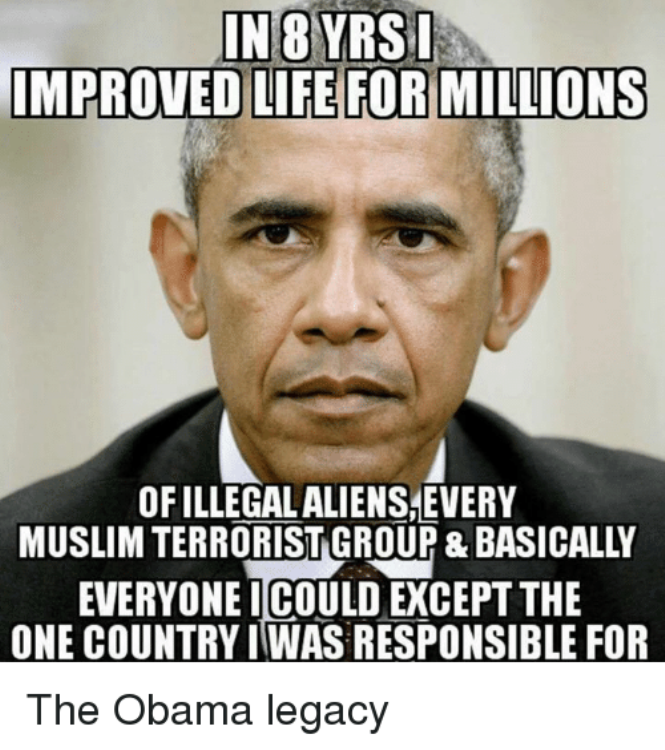 IN 8 YRS I
IMPROVED LIFE FOR MILLIONS
OF ILLEGAL ALIENS, EVERY
MUSLIM TERRORIST GROUP & BASICALLY
EVERYONE I COULD EXCEPT THE
ONE COUNTRY I WAS RESPONSIBLE FOR
The Obama legacy